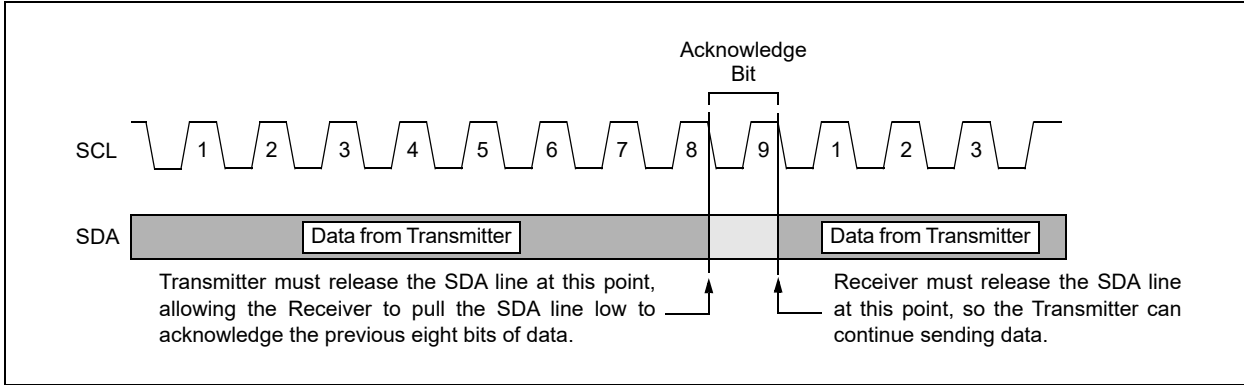 Acknowledge
Bit
SCL
1 2 3 4 5 6 7 8 9 1 2 3
SDA
Data from Transmitter
Data from Transmitter
Transmitter must release the SDA line at this point,
allowing the Receiver to pull the SDA line low to
acknowledge the previous eight bits of data.
Receiver must release the SDA line
at this point, so the Transmitter can
continue sending data.